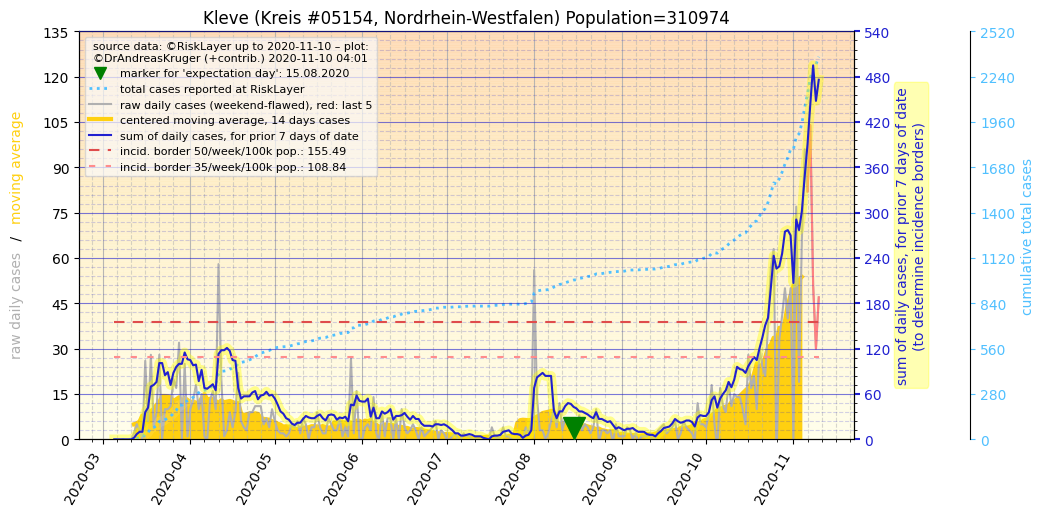 Kleve (Kreis #05154, Nordrhein-Westfalen) Population=310974
source data: ©RiskLayer up to 2020-11-10 – plot:
©DrAndreasKruger (+contrib.) 2020-11-10 04:01
marker for 'expectation day': 15.08.2020
total cases reported at RiskLayer
raw daily cases (weekend-flawed), red: last 5
centered moving average, 14 days cases
sum of daily cases, for prior 7 days of date
incid. border 50/week/100k pop.: 155.49
incid. border 35/week/100k pop.: 108.84
raw daily cases / moving average
135
120
105
90
75
60
45
30
15
0
2020-03
2020-04
2020-05
2020-06
2020-07
2020-08
2020-09
2020-10
2020-11
540
480
420
360
300
240
180
120
60
0
sum of daily cases, for prior 7 days of date
(to determine incidence borders)
2520
2240
1960
1680
1400
1120
840
560
280
0
cumulative total cases